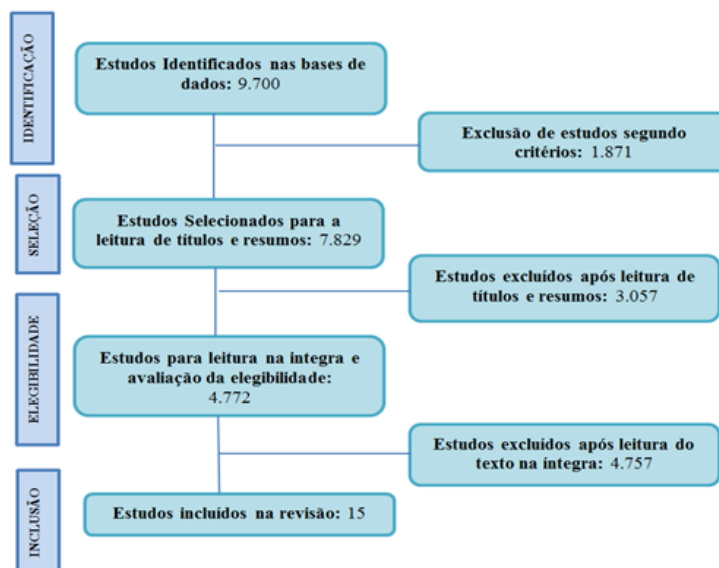 IDENTIFICAÇÃO
Estudos Identificados nas bases de
dados: 9.700
Exclusão de estudos segundo
critérios: 1.871
SELEÇÃO
Estudos Selecionados para a
leitura de títulos e resumos: 7.829
Estudos excluídos após leitura de
títulos e resumos: 3.057
ELEGIBILIDADE
Estudos para leitura na integra e
avaliação da elegibilidade:
4.772
Estudos excluídos após leitura do
texto na íntegra: 4.757
INCLUSÃO
Estudos incluídos na revisão: 15